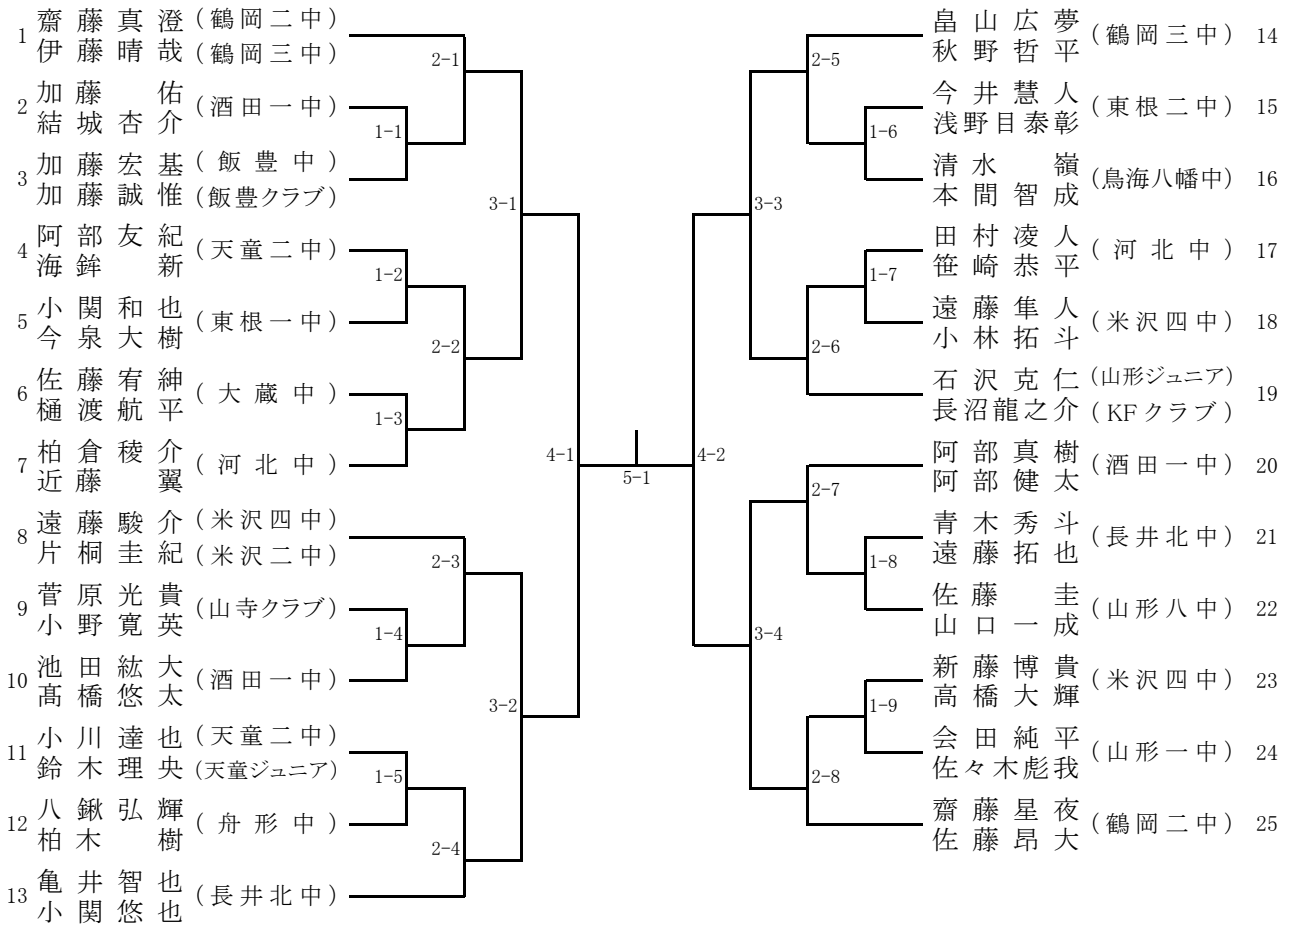 1 齋藤真澄 (鶴岡二中)
伊藤晴哉 (鶴岡三中)
2 加藤佑 (酒田一中)
結城杏介
3 加藤宏基 (飯豊中)
加藤誠惟 (飯豊クラブ)
4 阿部友紀 (天童二中)
海鉾新
5 小関和也 (東根一中)
今泉大樹
6 佐藤宥紳 (大蔵中)
樋渡航平
7 柏倉稜介 (河北中)
近藤翼
8 遠藤駿介 (米沢四中)
片桐圭紀 (米沢二中)
9 菅原光貴 (山寺クラブ)
小野寛英
10 池田紘大 (酒田一中)
髙橋悠太
11 小川達也 (天童二中)
鈴木理央 (天童ジュニア)
12 八鍬弘輝 (舟形中)
柏木樹
13 亀井智也 (長井北中)
小関悠也
2-1
1-1
3-1
1-2
2-2
1-3
4-1
2-3
1-4
3-2
1-5
2-4
5-1
4-2
2-5
1-6
3-3
1-7
2-6
2-7
1-8
3-4
1-9
2-8
畠山広夢 (鶴岡三中) 14
秋野哲平
今井慧人 (東根二中) 15
浅野目泰彰
清水嶺 (鳥海八幡中) 16
本間智成
田村凌人 (河北中) 17
笹崎恭平
遠藤隼人 (米沢四中) 18
小林拓斗
石沢克仁 (山形ジュニア) 19
長沼龍之介 (KFクラブ)
阿部真樹 (酒田一中) 20
阿部健太
青木秀斗 (長井北中) 21
遠藤拓也
佐藤圭 (山形八中) 22
山口一成
新藤博貴 (米沢四中) 23
高橋大輝
会田純平 (山形一中) 24
佐々木彪我
齋藤星夜 (鶴岡二中) 25
佐藤昂大